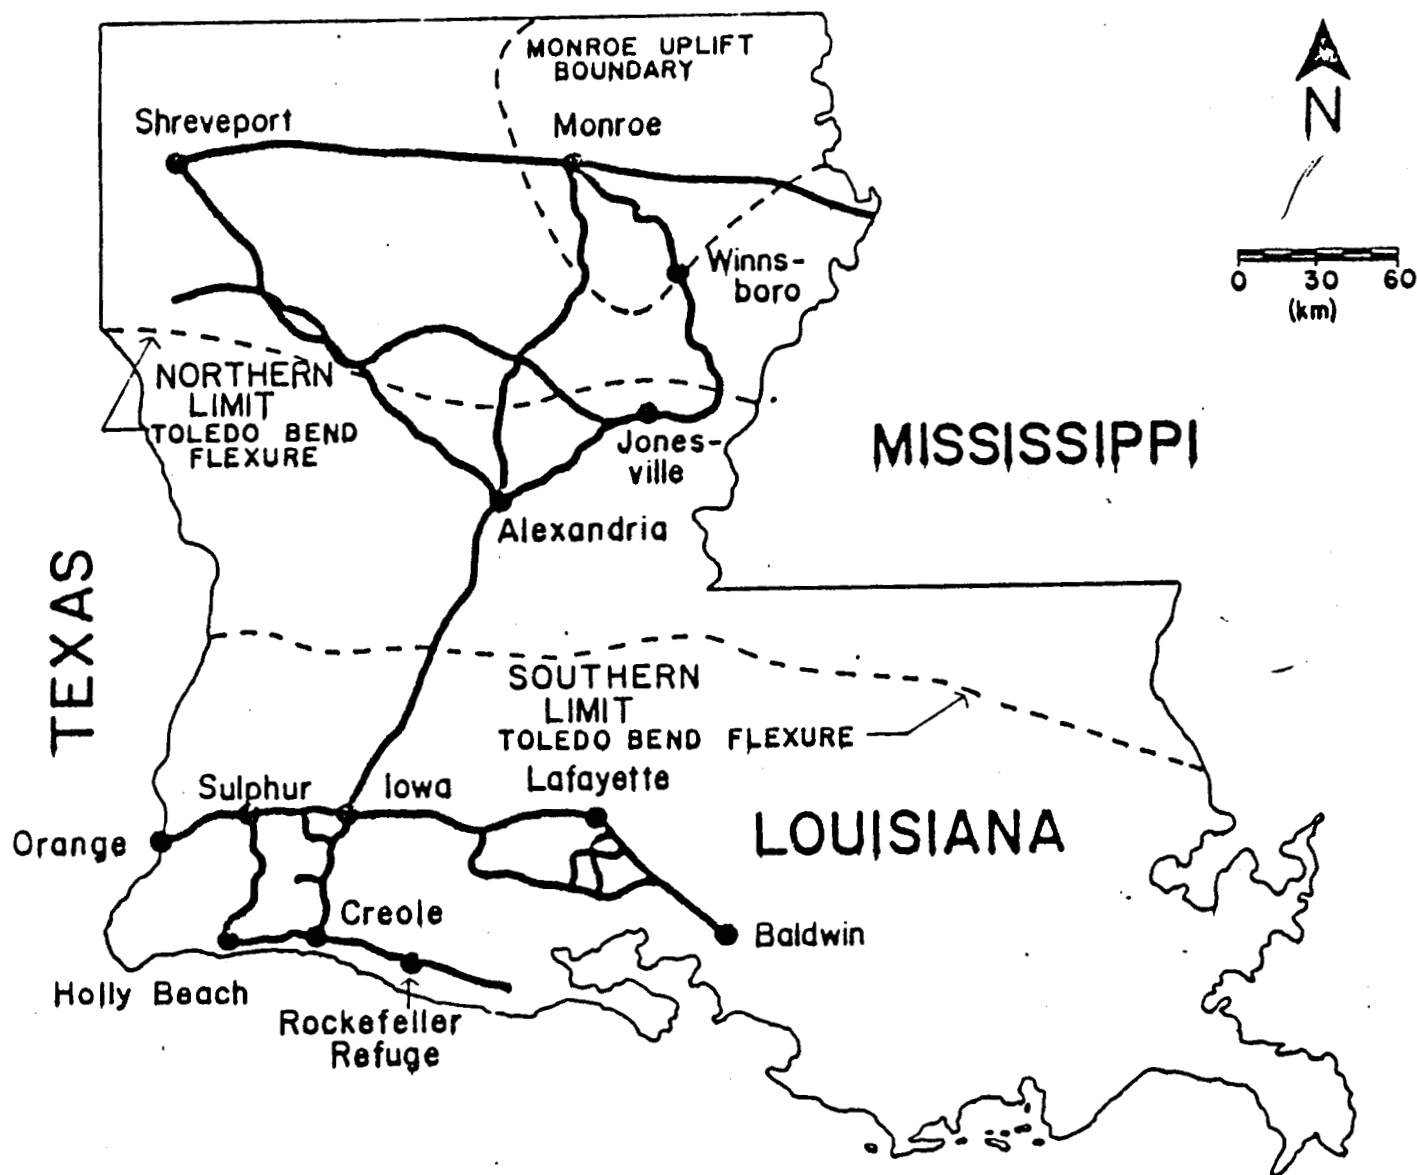 MONROE UPLIFT
BOUNDARY
N
Shreveport
Monroe
Winns-
boro
0 30 60
(km)
NORTHERN
LIMIT
TOLEDO BEND
FLEXURE
Jones-
ville
MISSISSIPPI
Alexandria
TEXAS
SOUTHERN
LIMIT
TOLEDO BEND FLEXURE
Sulphur
Iowa
Lafayette
Orange
LOUISIANA
Creole
Baldwin
Holly Beach
Rockefeller
Refuge